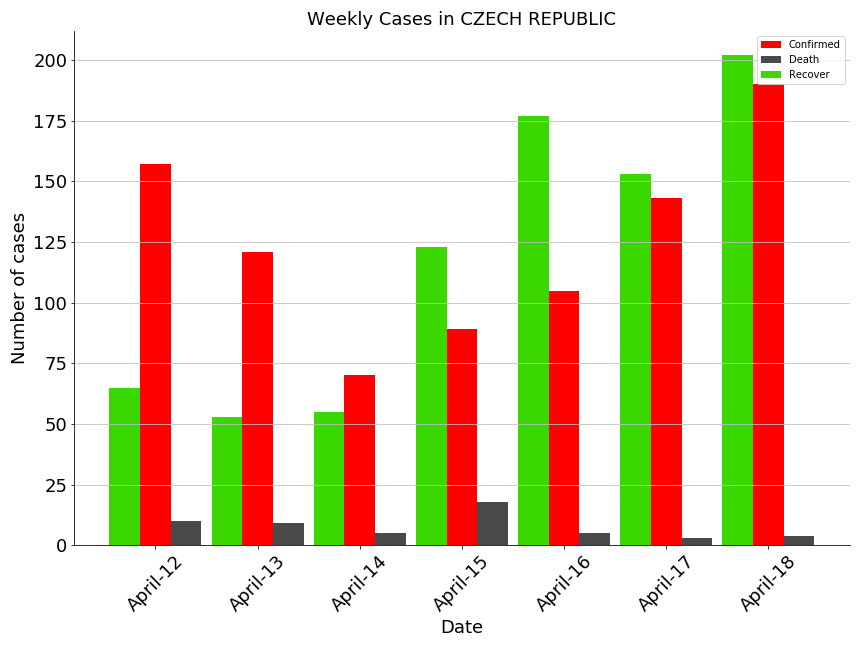 Weekly Cases in CZECH REPUBLIC
Confirmed
Death
Recover
Number of cases
200
175
150
125
100
75
50
25
0
April-12
April-13
April-14
April-15
April-16
April-17
April-18
Date